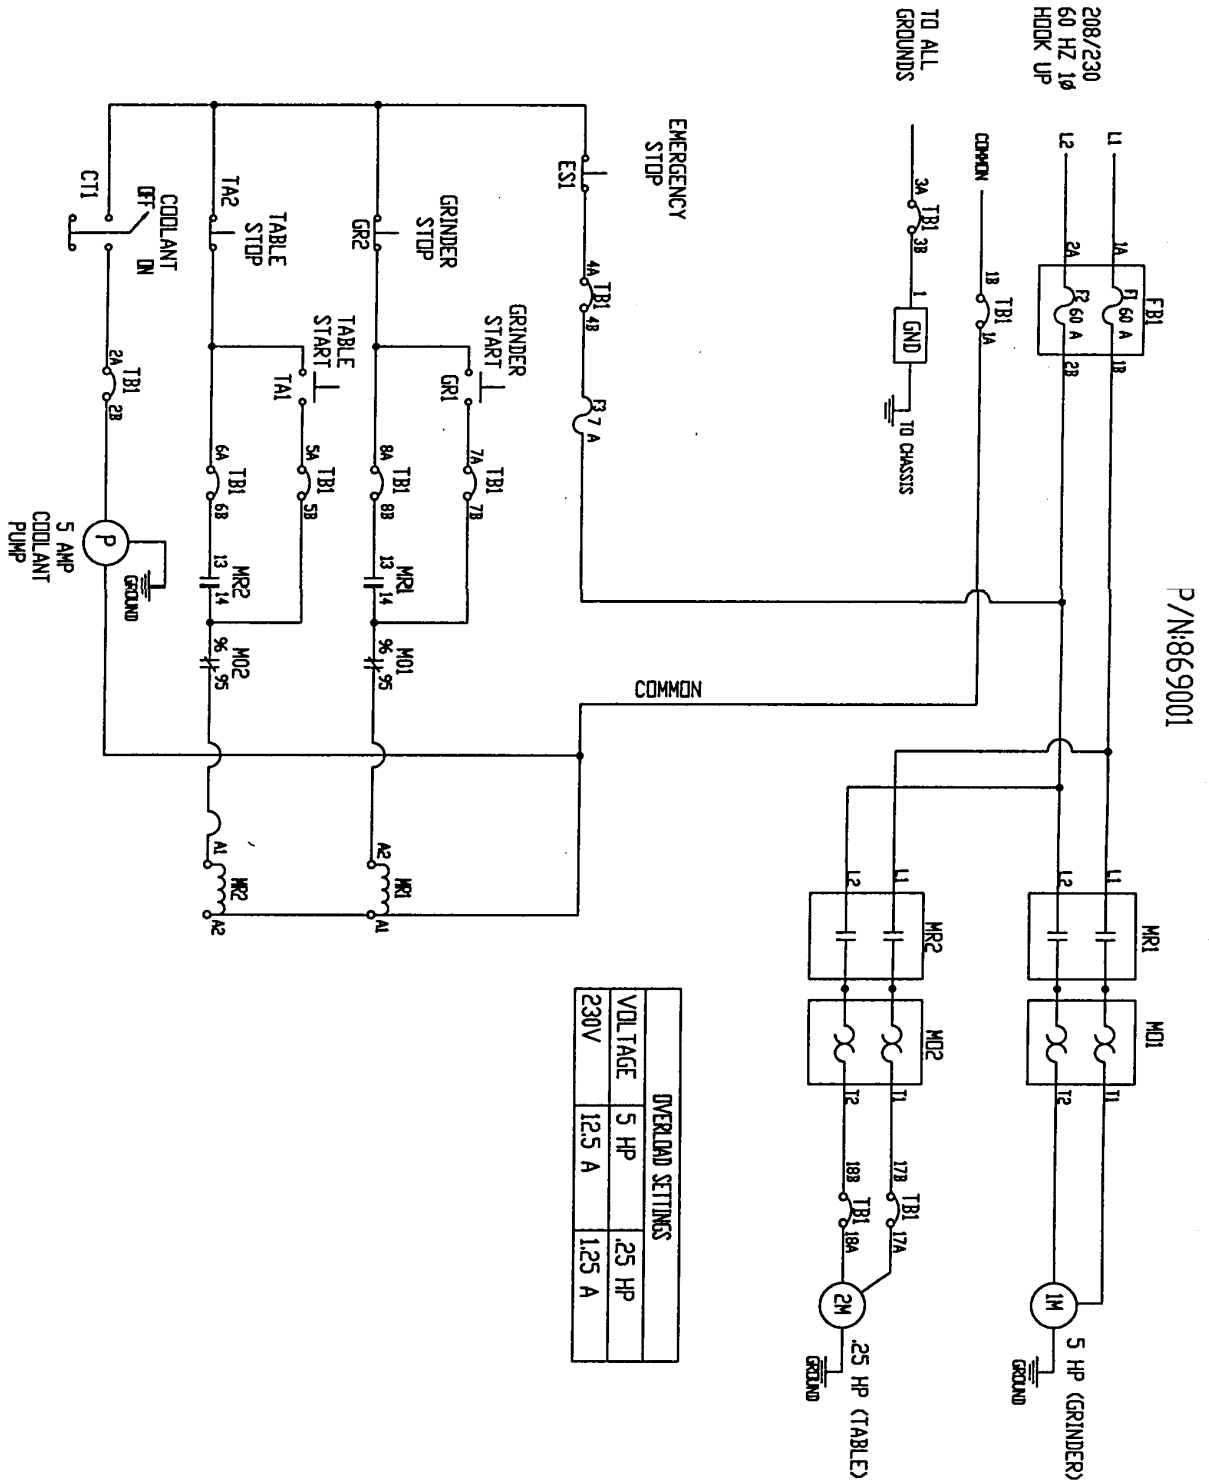 P/N:869001
208/230
60 HZ 1Ø
HOOK UP
L1
1A
FB1
F1 60 A
1B
L1
MR1
MO1
T1
L2
2A
F2 60 A
2B
L2
T2
1M
5 HP (GRINDER)
GROUND
COMMON
1B
TB1
1A
TO ALL
GROUNDS
3A
TB1
3B
1
GND
TO CHASSIS
L1
MR2
MO2
T1
17B
TB1
17A
L2
T2
18B
TB1
18A
2M
.25 HP (TABLE)
GROUND
EMERGENCY
STOP
ES1
4A
TB1
4B
F3 7 A
COMMON
GRINDER
START
GR1
7A
TB1
7B
GRINDER
STOP
GR2
8A
TB1
8B
MR1
13
14
MO1
96
95
A2
MR1
A1
TABLE
START
TA1
5A
TB1
5B
TABLE
STOP
TA2
6A
TB1
6B
MR2
13
14
MO2
96
95
A1
MR2
A2
COOLANT
OFF
ON
CT1
2A
TB1
2B
P
GROUND
5 AMP
COOLANT
PUMP
OVERLOAD SETTINGS
VOLTAGE 5 HP .25 HP
230V 12.5 A 1.25 A